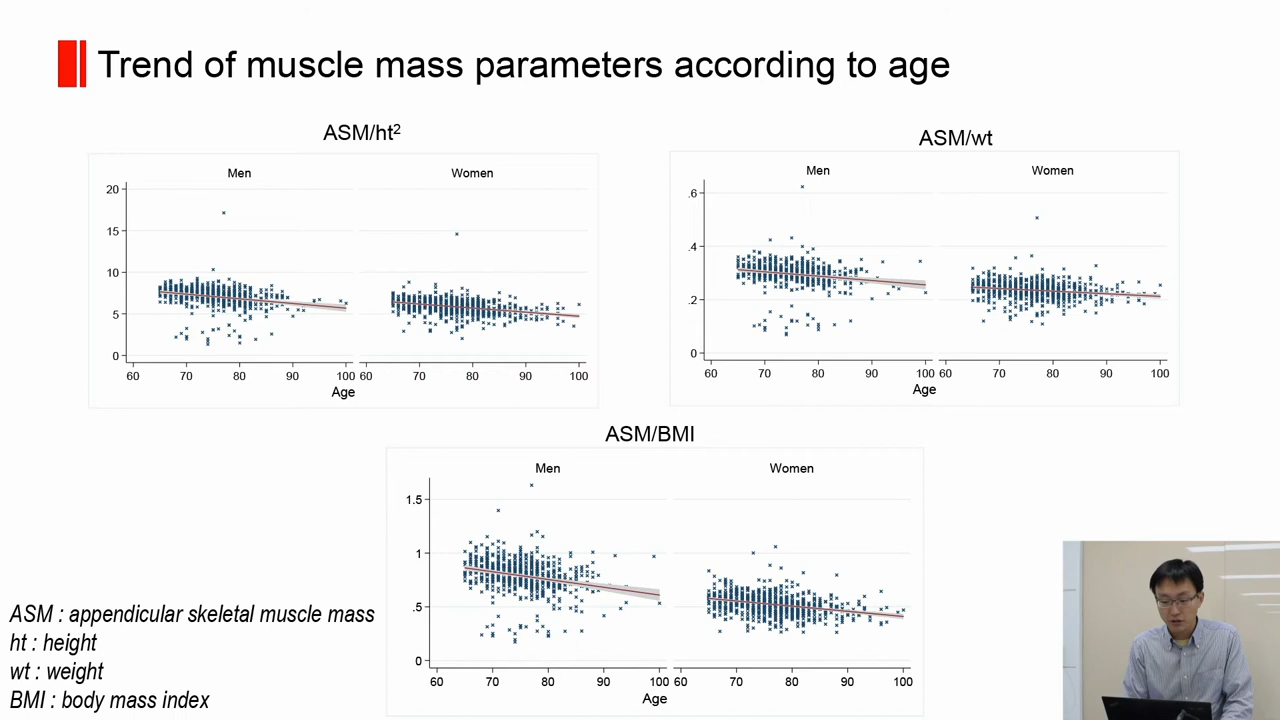 Trend of muscle mass parameters according to age
ASM/ht²
Men Women
20
15
10
5
0
60 70 80 90 100 60 70 80 90 100
Age
ASM/wt
Men Women
.6
.4
.2
0
60 70 80 90 100 60 70 80 90 100
Age
ASM/BMI
Men Women
1.5
1
.5
0
60 70 80 90 100 60 70 80 90 100
Age
ASM : appendicular skeletal muscle mass
ht : height
wt : weight
BMI : body mass index